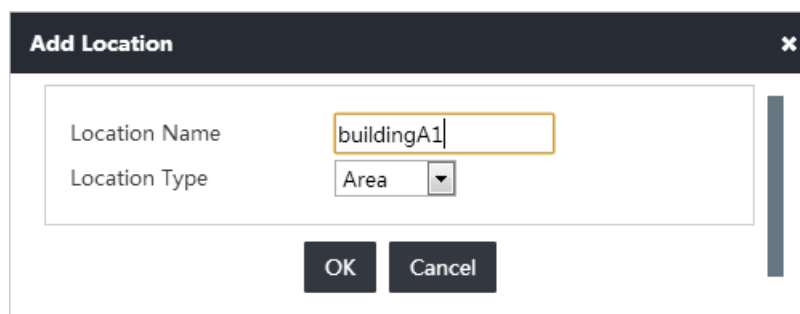 Add Location
Location Name buildingA1
Location Type Area
OK Cancel